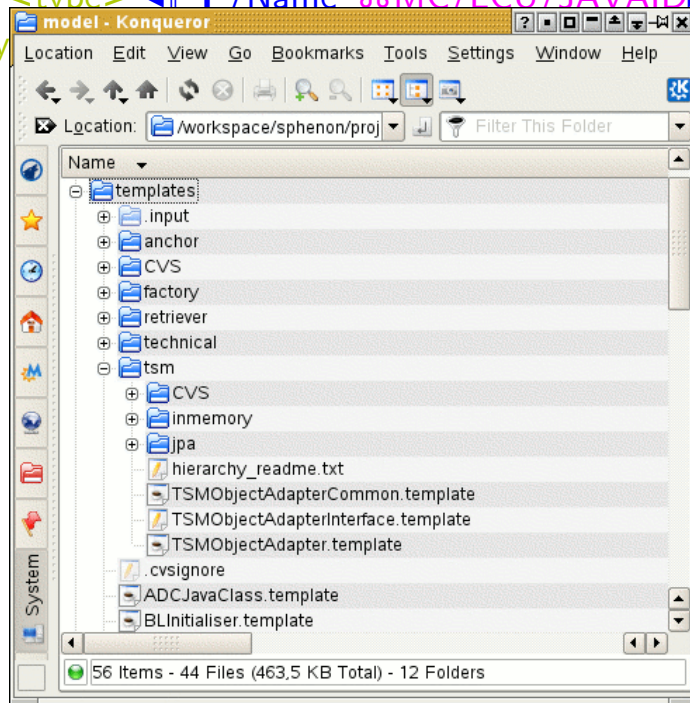 model - Konqueror
Location Edit View Go Bookmarks Tools Settings Window Help
Location: /workspace/sphenon/proj Filter This Folder
Name
templates
.input
anchor
CVS
factory
retriever
technical
tsm
CVS
inmemory
jpa
hierarchy_readme.txt
TSMObjectAdapterCommon.template
TSMObjectAdapterInterface.template
TSMObjectAdapter.template
.cvsignore
ADCJavaClass.template
BLInitialiser.template
System
56 Items - 44 Files (463,5 KB Total) - 12 Folders